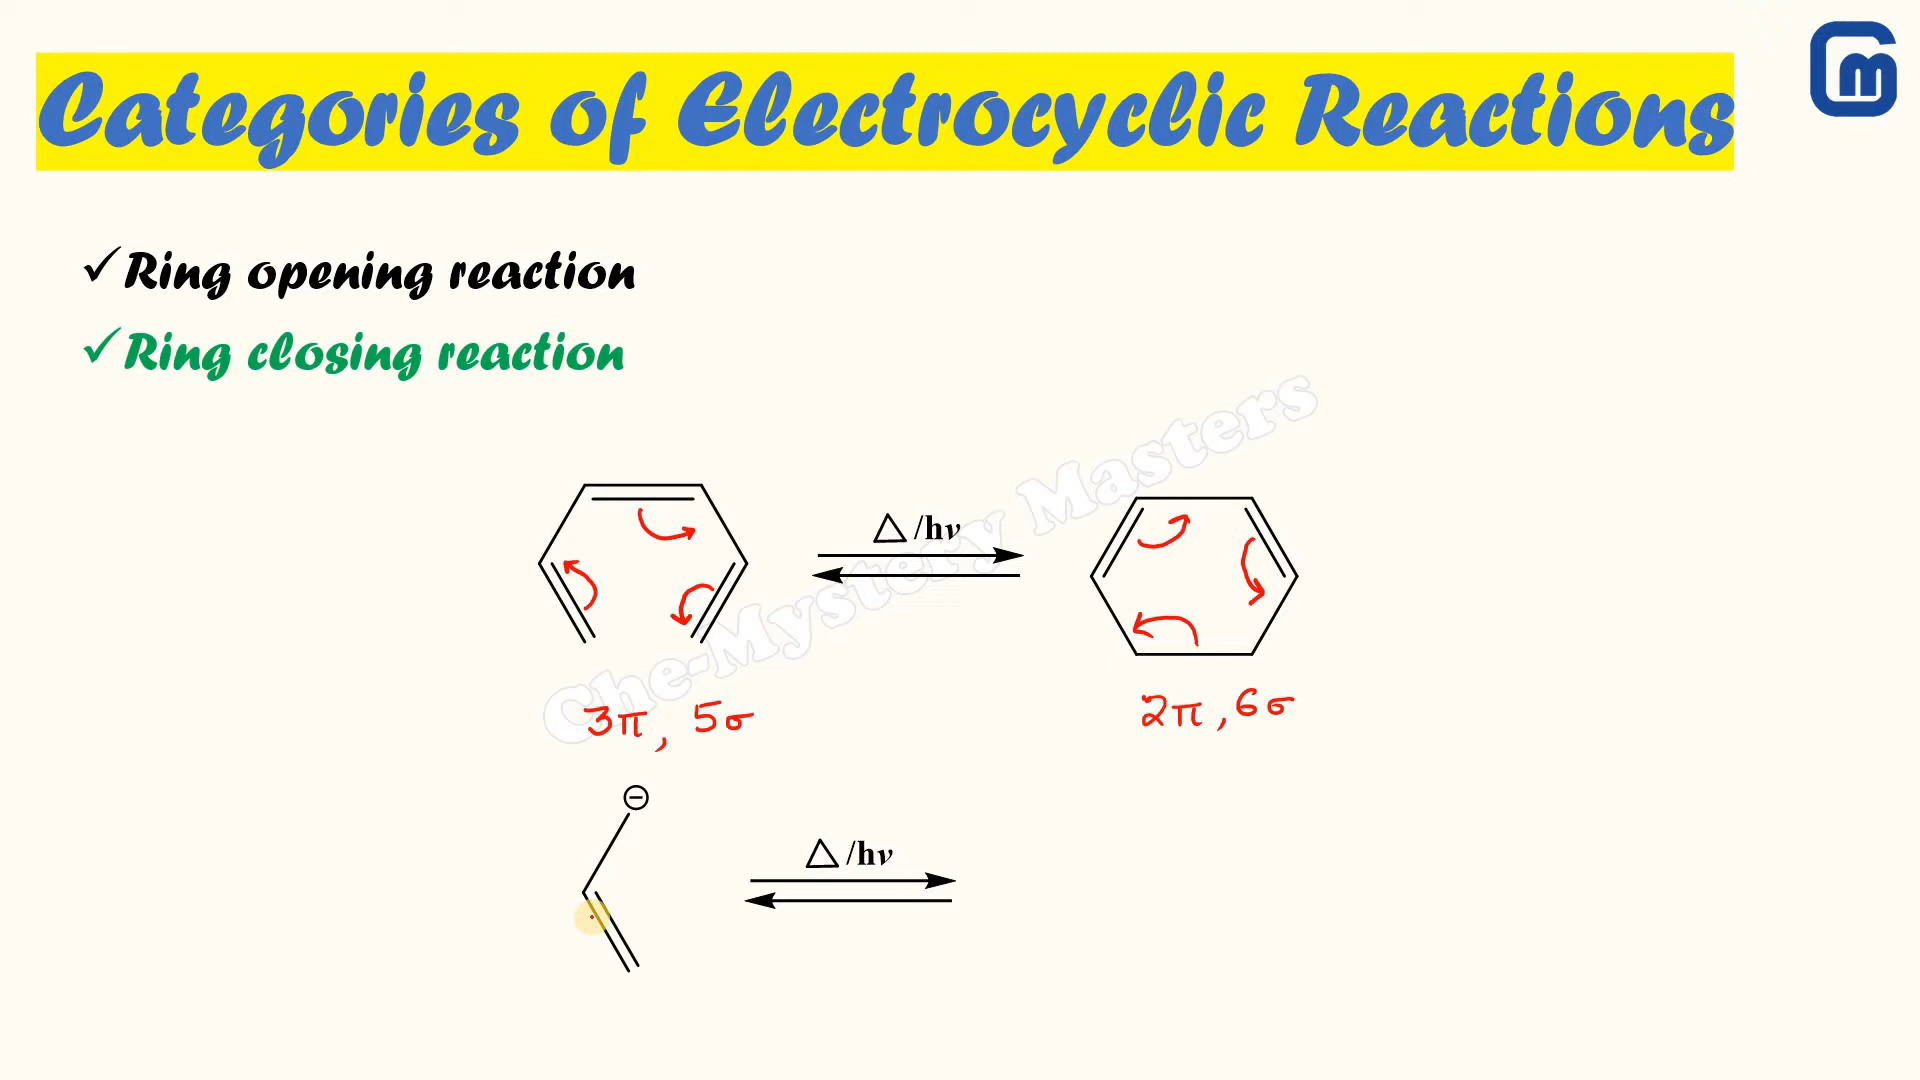 Categories of Electrocyclic Reactions
✓Ring opening reaction
✓Ring closing reaction
Che-Mystery Masters
△/hν
3π, 5σ
2π, 6σ
⊖
△/hν